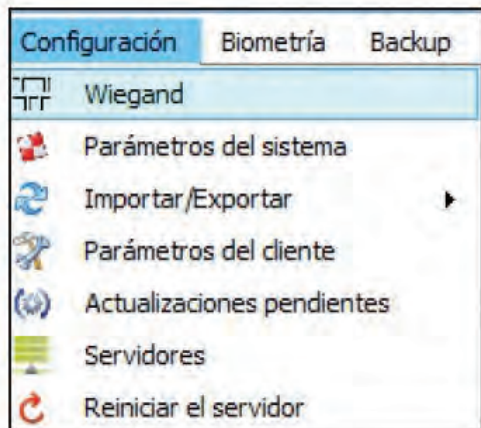 Configuración Biometría Backup
Wiegand
Parámetros del sistema
Importar/Exportar
Parámetros del cliente
Actualizaciones pendientes
Servidores
Reiniciar el servidor